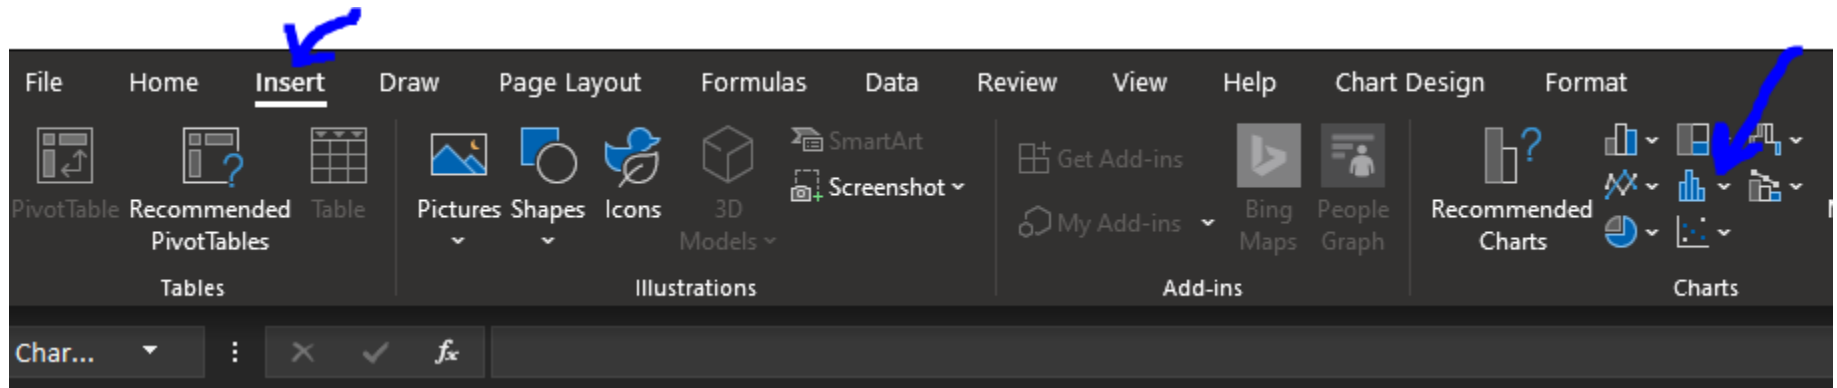 File Home Insert Draw Page Layout Formulas Data Review View Help Chart Design Format
PivotTable
Recommended
PivotTables
Table
Tables
Pictures
Shapes
Icons
3D
Models
SmartArt
Screenshot
Illustrations
Get Add-ins
My Add-ins
Bing
Maps
People
Graph
Add-ins
Recommended
Charts
Charts
Char...
fx